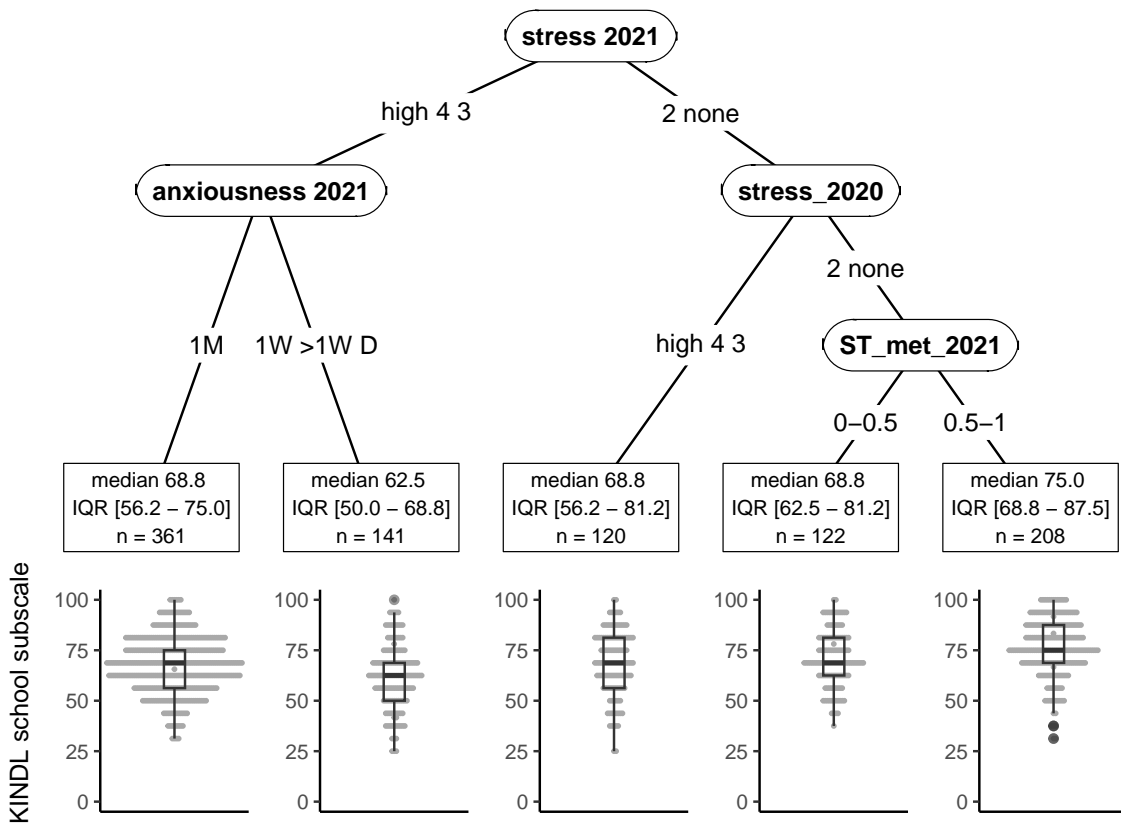 stress 2021
high 4 3
2 none
anxiousness 2021
stress_2020
2 none
1M
1W >1W D
high 4 3
ST_met_2021
0−0.5
0.5−1
median 68.8
IQR [56.2 − 75.0]
n = 361
median 62.5
IQR [50.0 − 68.8]
n = 141
median 68.8
IQR [56.2 − 81.2]
n = 120
median 68.8
IQR [62.5 − 81.2]
n = 122
median 75.0
IQR [68.8 − 87.5]
n = 208
KINDL school subscale
100
75
50
25
0
100
75
50
25
0
100
75
50
25
0
100
75
50
25
0
100
75
50
25
0